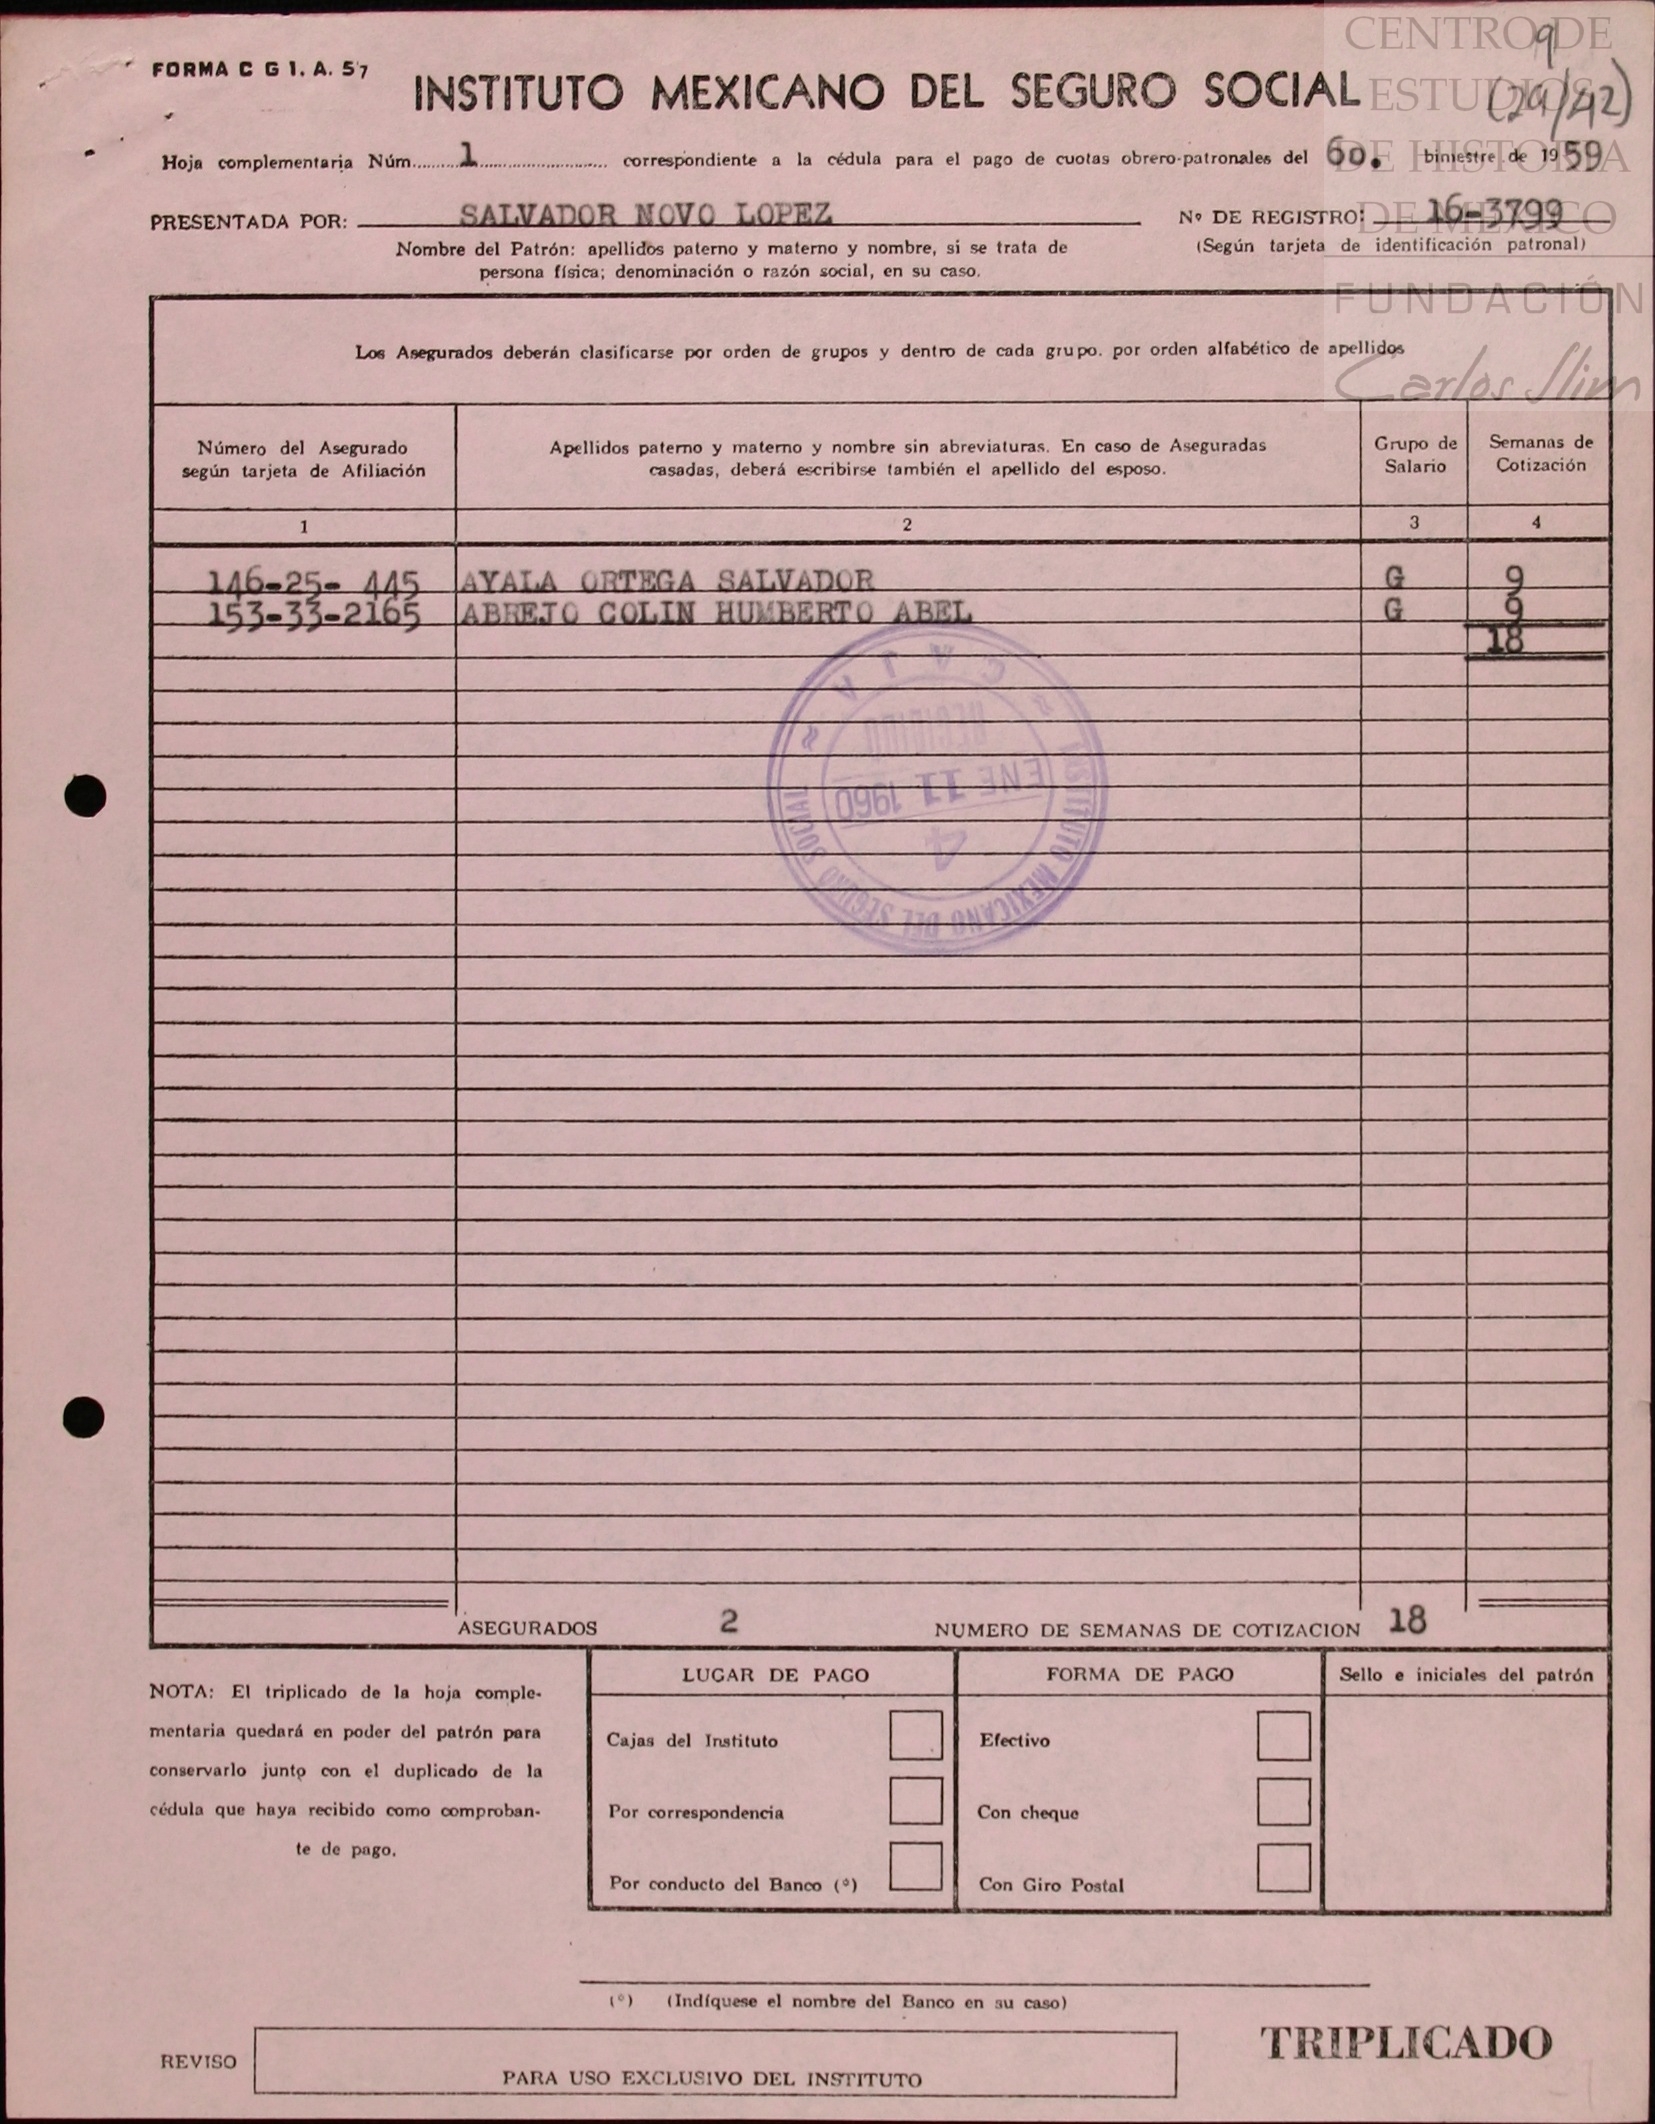 CENTRO DE
ESTUDIOS
DE HISTORIA
DE MÉXICO
FUNDACIÓN
Carlos Slim
9
(29/42)
FORMA C G I. A. 57
INSTITUTO MEXICANO DEL SEGURO SOCIAL
Hoja complementaria Núm. 1 correspondiente a la cédula para el pago de cuotas obrero-patronales del 6o. bimestre de 1959
PRESENTADA POR: SALVADOR NOVO LOPEZ Nº DE REGISTRO: 16-3799
Nombre del Patrón: apellidos paterno y materno y nombre, si se trata de (Según tarjeta de identificación patronal)
persona física; denominación o razón social, en su caso.
Los Asegurados deberán clasificarse por orden de grupos y dentro de cada grupo. por orden alfabético de apellidos
Número del Asegurado Apellidos paterno y materno y nombre sin abreviaturas. En caso de Aseguradas Grupo de Semanas de
según tarjeta de Afiliación casadas, deberá escribirse también el apellido del esposo. Salario Cotización
1 2 3 4
146-25- 445 AYALA ORTEGA SALVADOR G 9
153-33-2165 ABREJO COLIN HUMBERTO ABEL G 9
18
INSTITUTO MEXICANO DEL SEGURO SOCIAL
4
ENE 11 1960
RECIBIDO
CAJA
ASEGURADOS 2 NUMERO DE SEMANAS DE COTIZACION 18
NOTA: El triplicado de la hoja comple-
mentaria quedará en poder del patrón para
conservarlo junto con el duplicado de la
cédula que haya recibido como comproban-
te de pago.
LUGAR DE PAGO
Cajas del Instituto
Por correspondencia
Por conducto del Banco (°)
FORMA DE PAGO
Efectivo
Con cheque
Con Giro Postal
Sello e iniciales del patrón
(°) (Indíquese el nombre del Banco en su caso)
REVISO
PARA USO EXCLUSIVO DEL INSTITUTO
TRIPLICADO